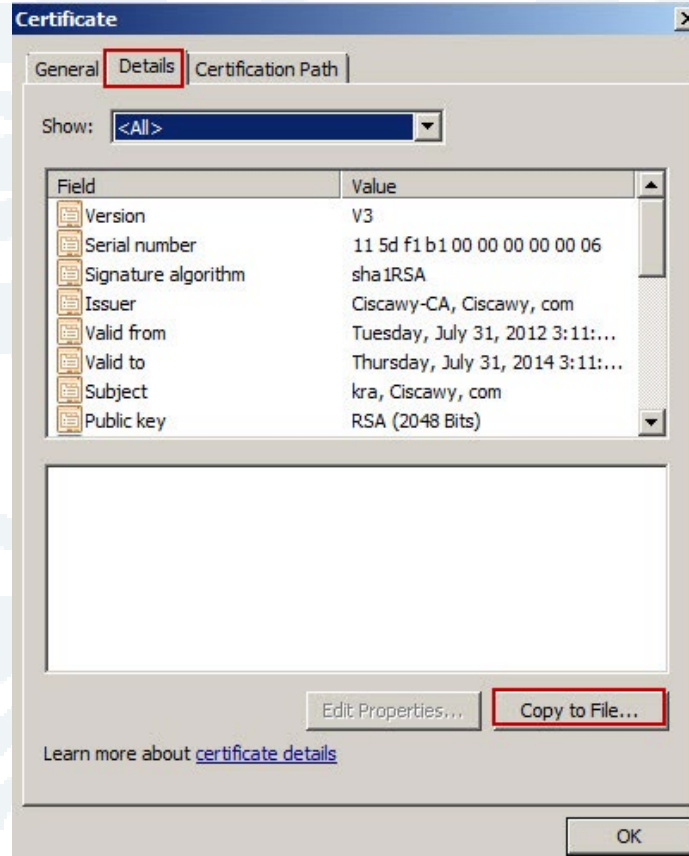 Certificate
General Details Certification Path
Show: <All>
Field Value
Version V3
Serial number 11 5d f1 b1 00 00 00 00 00 06
Signature algorithm sha1RSA
Issuer Ciscawy-CA, Ciscawy, com
Valid from Tuesday, July 31, 2012 3:11:...
Valid to Thursday, July 31, 2014 3:11:...
Subject kra, Ciscawy, com
Public key RSA (2048 Bits)
Edit Properties... Copy to File...
Learn more about certificate details
OK